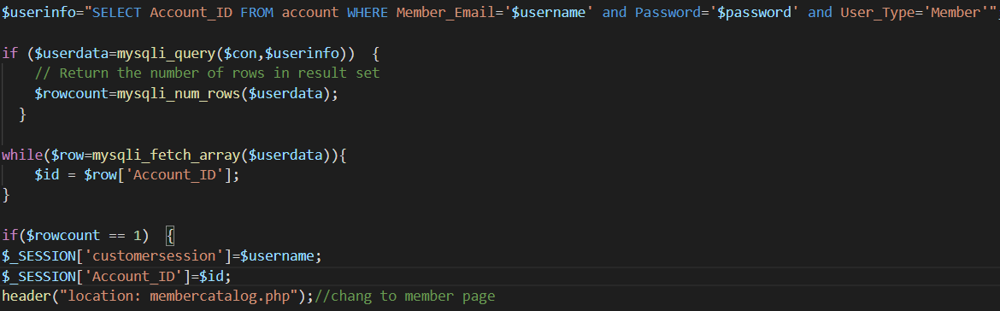 $userinfo="SELECT Account_ID FROM account WHERE Member_Email='$username' and Password='$password' and User_Type='Member'";
if ($userdata=mysqli_query($con,$userinfo))  {
// Return the number of rows in result set
$rowcount=mysqli_num_rows($userdata);
}
while($row=mysqli_fetch_array($userdata)){
$id = $row['Account_ID'];
}
if($rowcount == 1)  {
$_SESSION['customersession']=$username;
$_SESSION['Account_ID']=$id;
header("location: membercatalog.php");//chang to member page